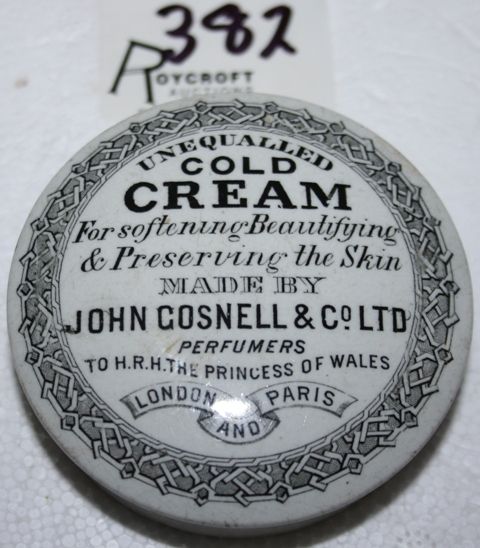 382
ROYCROFT
AUCTIONS
UNEQUALLED
COLD
CREAM
For softening Beautifying
& Preserving the Skin
MADE BY
JOHN GOSNELL & Co LTD
PERFUMERS
TO H.R.H. THE PRINCESS OF WALES
LONDON AND PARIS